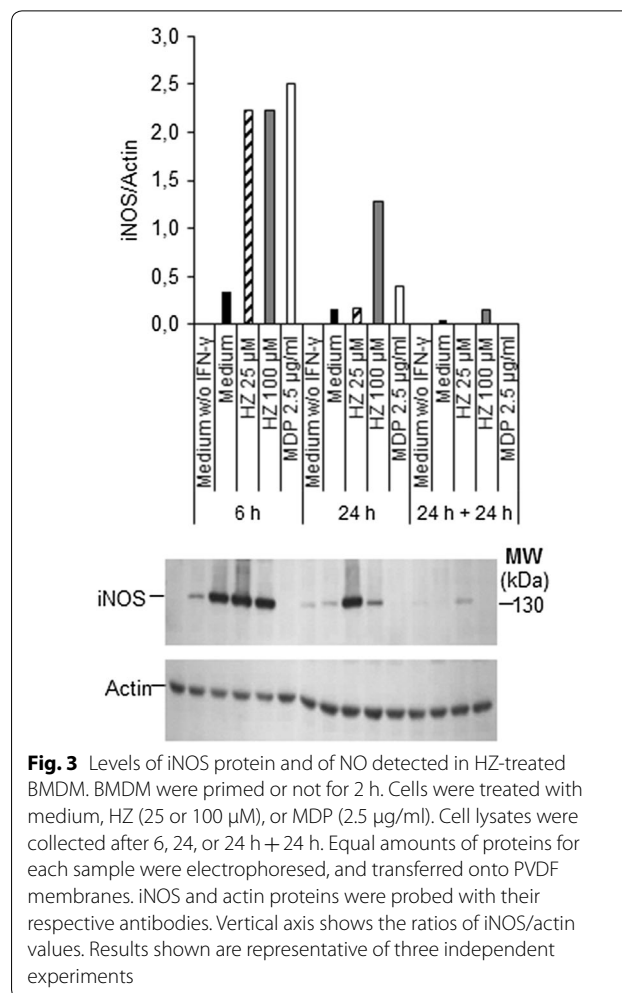 3,0
2,5
2,0
1,5
1,0
0,5
0,0
iNOS/Actin
Medium w/o IFN-γ
Medium
HZ 25 µM
HZ 100 µM
MDP 2.5 µg/ml
Medium w/o IFN-γ
Medium
HZ 25 µM
HZ 100 µM
MDP 2.5 µg/ml
Medium w/o IFN-γ
Medium
HZ 25 µM
HZ 100 µM
MDP 2.5 µg/ml
6 h 24 h 24 h + 24 h
MW
(kDa)
iNOS 130
Actin
Fig. 3 Levels of iNOS protein and of NO detected in HZ-treated
BMDM. BMDM were primed or not for 2 h. Cells were treated with
medium, HZ (25 or 100 µM), or MDP (2.5 µg/ml). Cell lysates were
collected after 6, 24, or 24 h + 24 h. Equal amounts of proteins for
each sample were electrophoresed, and transferred onto PVDF
membranes. iNOS and actin proteins were probed with their
respective antibodies. Vertical axis shows the ratios of iNOS/actin
values. Results shown are representative of three independent
experiments